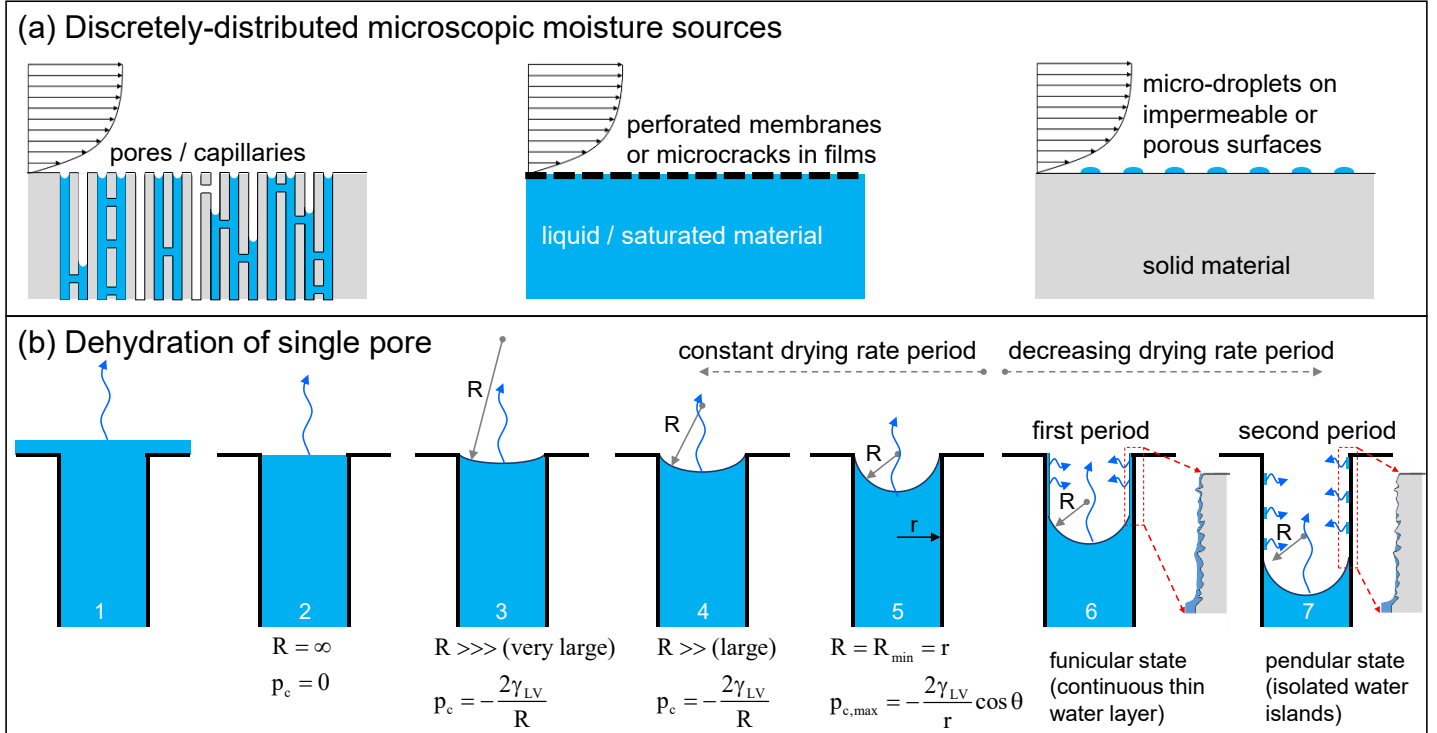 (a) Discretely-distributed microscopic moisture sources
pores / capillaries
perforated membranes
or microcracks in films
liquid / saturated material
micro-droplets on
impermeable or
porous surfaces
solid material
(b) Dehydration of single pore
constant drying rate period
decreasing drying rate period
first period
second period
R
R
R
R
R
r
1
2
3
4
5
6
7
R = ∞
p_c = 0
R >>> (very large)
p_c = -2γ_LV/R
R >> (large)
p_c = -2γ_LV/R
R = R_min = r
p_c,max = -2γ_LV/r cos θ
funicular state
(continuous thin
water layer)
pendular state
(isolated water
islands)